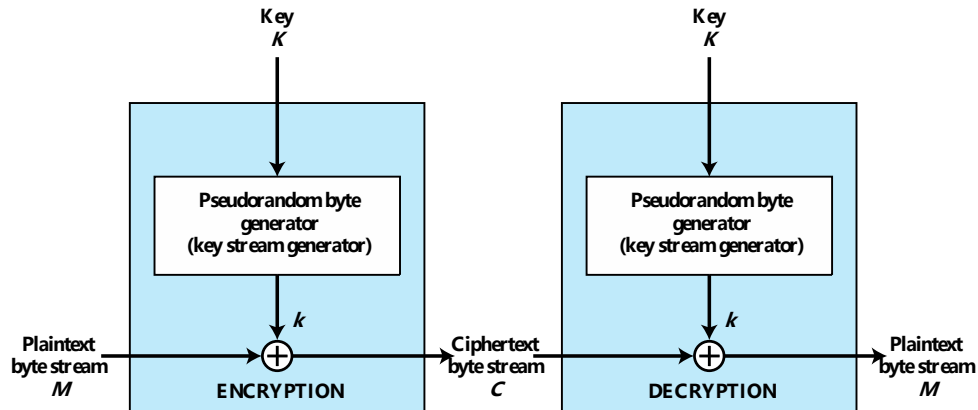 Key
K
Key
K
Pseudorandom byte
generator
(key stream generator)
Pseudorandom byte
generator
(key stream generator)
k
k
Plaintext
byte stream
M
Ciphertext
byte stream
C
Plaintext
byte stream
M
ENCRYPTION
DECRYPTION